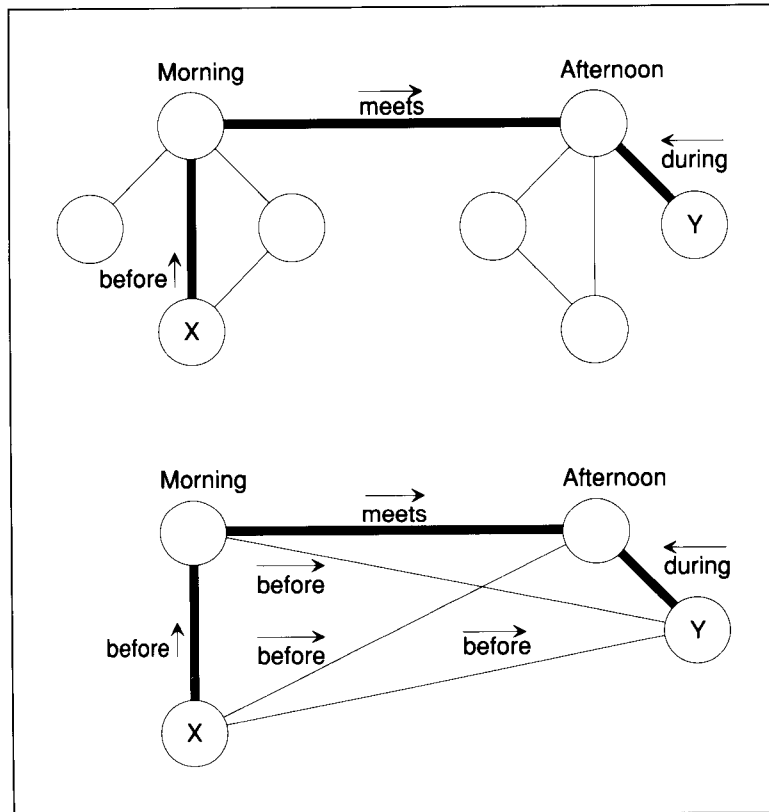 Morning
Afternoon
meets
during
Y
before
X
Morning
Afternoon
meets
during
before
Y
before
before
before
X